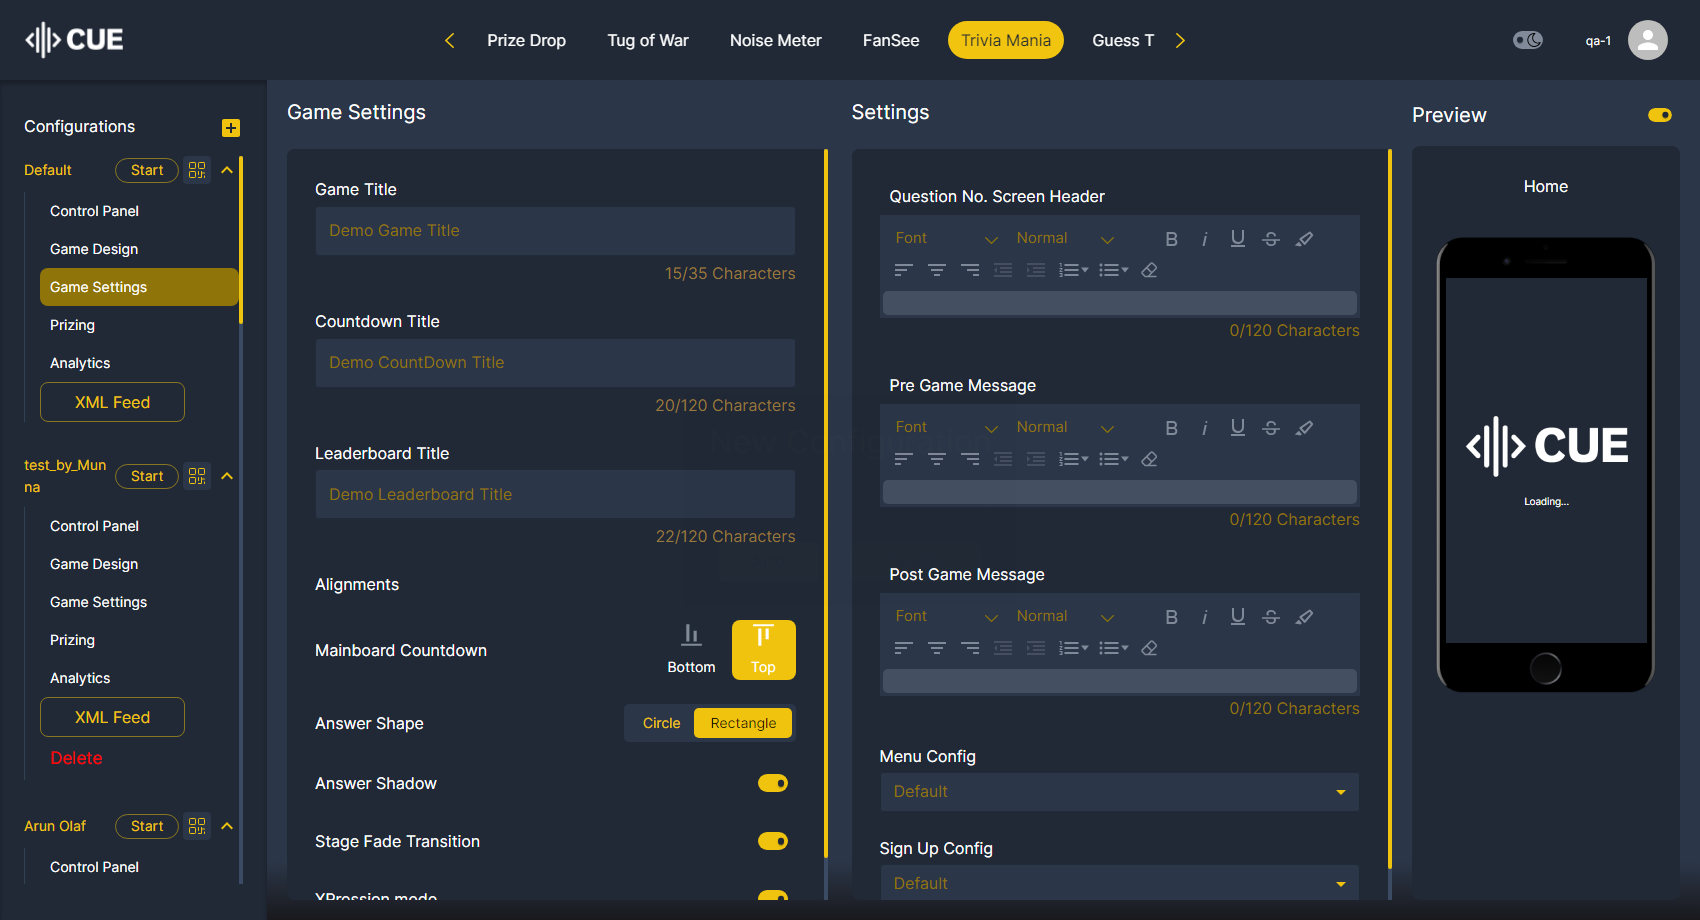 CUE
Prize Drop
Tug of War
Noise Meter
FanSee
Trivia Mania
Guess T
qa-1
Configurations
Default
Start
Control Panel
Game Design
Game Settings
Prizing
Analytics
XML Feed
test_by_Mun
na
Start
Control Panel
Game Design
Game Settings
Prizing
Analytics
XML Feed
Delete
Arun Olaf
Start
Control Panel
Game Settings
Game Title
Demo Game Title
15/35 Characters
Countdown Title
Demo CountDown Title
20/120 Characters
Leaderboard Title
Demo Leaderboard Title
22/120 Characters
Alignments
Mainboard Countdown
Bottom
Top
Answer Shape
Circle
Rectangle
Answer Shadow
Stage Fade Transition
XPression mode
New Configuration
Settings
Question No. Screen Header
Font
Normal
B
i
U
S
0/120 Characters
Pre Game Message
Font
Normal
B
i
U
S
0/120 Characters
Post Game Message
Font
Normal
B
i
U
S
0/120 Characters
Menu Config
Default
Sign Up Config
Default
Preview
Home
CUE
Loading...